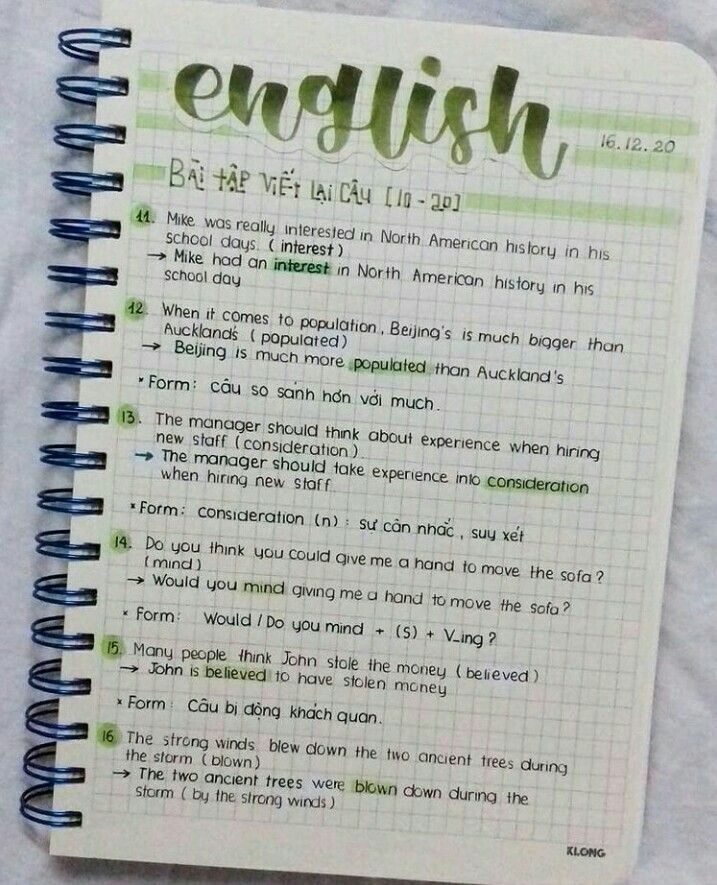 english
16.12.20
BÀI TẬP VIẾT LẠI CÂU [10 - 20]
11. Mike was really interested in North American history in his
school days. ( interest )
→ Mike had an interest in North American history in his
school day
12. When it comes to population, Beijing's is much bigger than
Auckland's ( populated )
→ Beijing is much more populated than Auckland's
* Form: câu so sánh hơn với much.
13. The manager should think about experience when hiring
new staff ( consideration )
→ The manager should take experience into consideration
when hiring new staff
* Form: consideration (n) : sự cân nhắc, suy xét
14. Do you think you could give me a hand to move the sofa?
( mind )
→ Would you mind giving me a hand to move the sofa?
* Form: Would / Do you mind + (S) + V_ing ?
15. Many people think John stole the money ( believed )
→ John is believed to have stolen money
* Form: Câu bị động khách quan.
16 The strong winds blew down the two ancient trees during
the storm ( blown )
→ The two ancient trees were blown down during the
storm ( by the strong winds )
KLONG